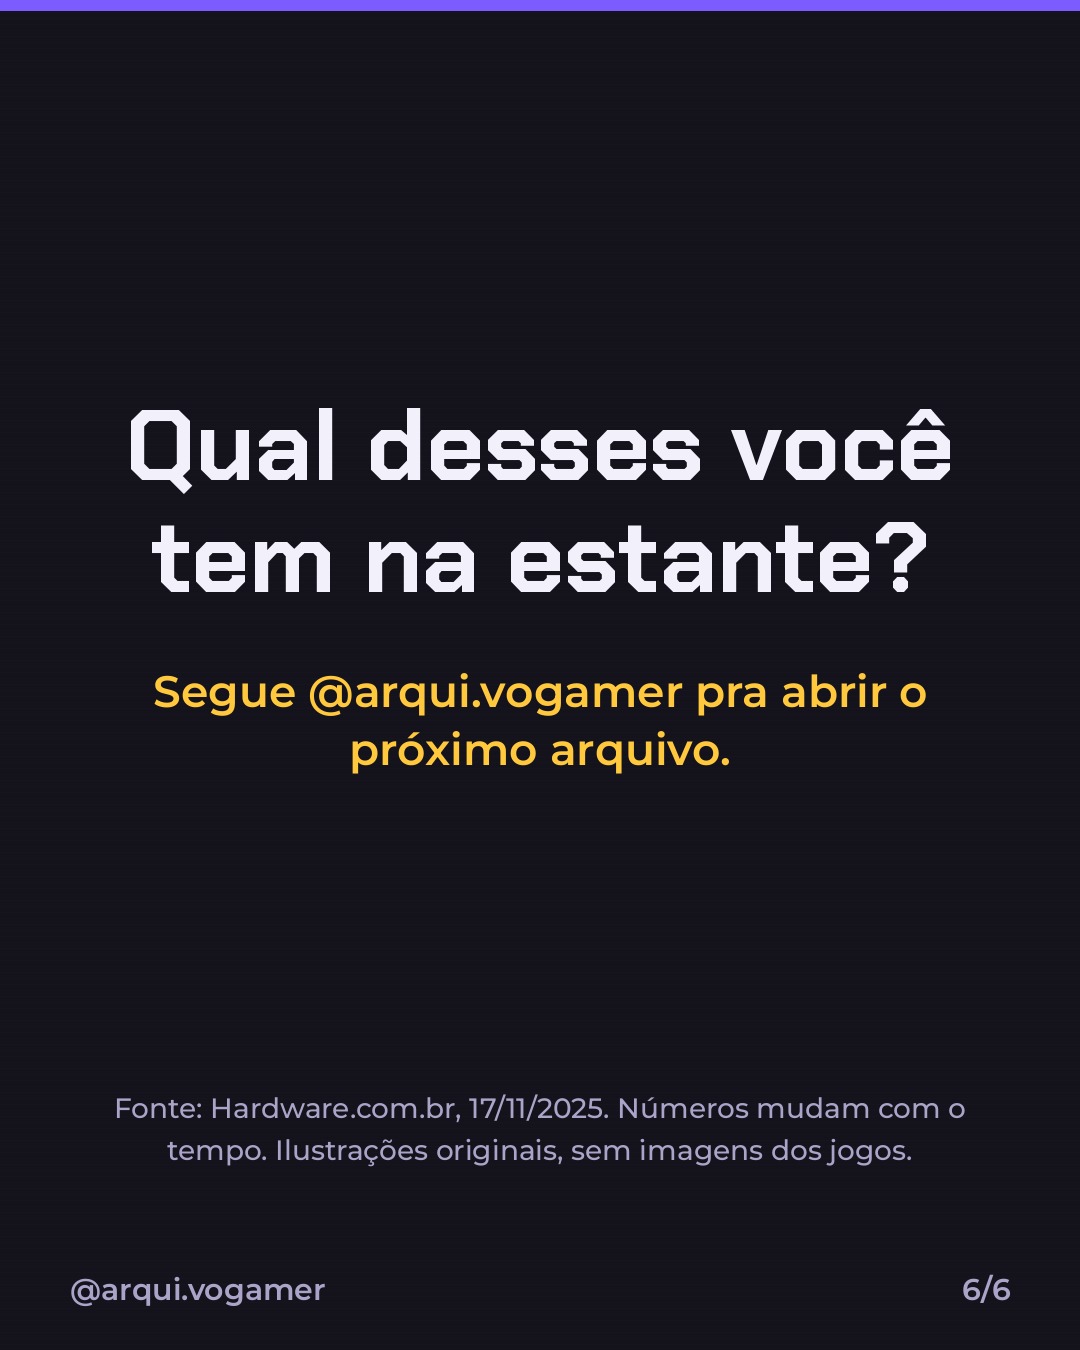 Qual desses você
tem na estante?
Segue @arqui.vogamer pra abrir o
próximo arquivo.
Fonte: Hardware.com.br, 17/11/2025. Números mudam com o
tempo. Ilustrações originais, sem imagens dos jogos.
@arqui.vogamer
6/6